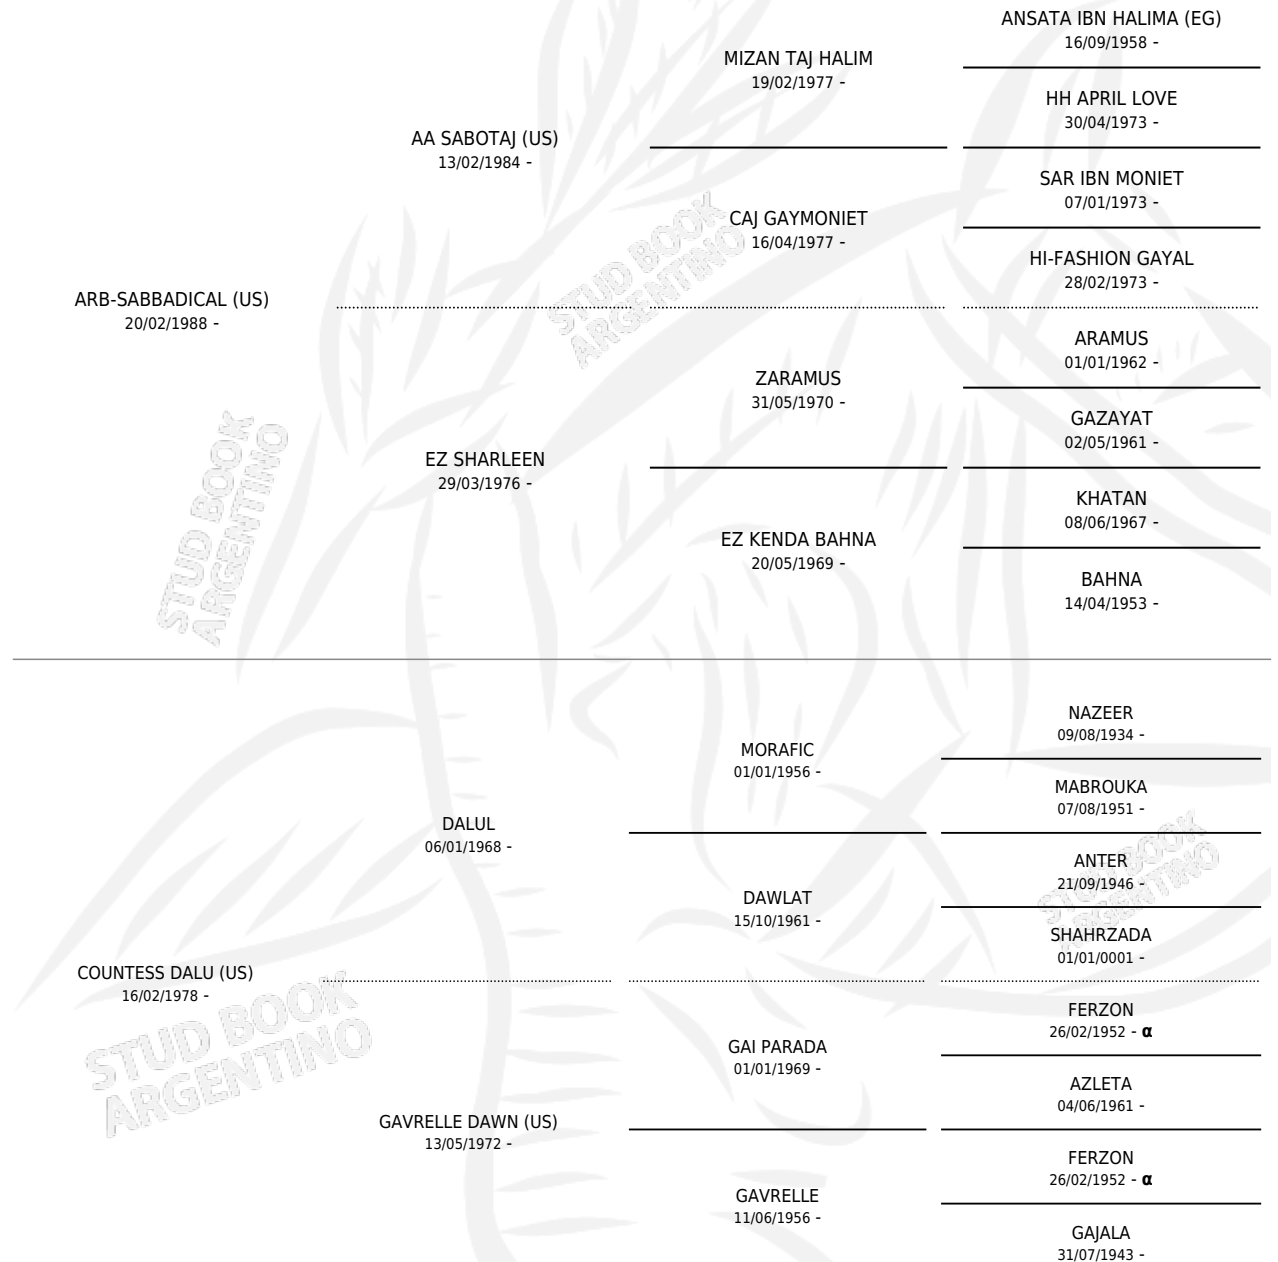 ANSATA IBN HALIMA (EG)
16/09/1958 -
MIZAN TAJ HALIM
19/02/1977 -
HH APRIL LOVE
30/04/1973 -
AA SABOTAJ (US)
13/02/1984 -
SAR IBN MONIET
07/01/1973 -
CAJ GAYMONIET
16/04/1977 -
HI-FASHION GAYAL
28/02/1973 -
ARB-SABBADICAL (US)
20/02/1988 -
STUD BOOK
ARGENTINO
ARAMUS
01/01/1962 -
ZARAMUS
31/05/1970 -
GAZAYAT
02/05/1961 -
EZ SHARLEEN
29/03/1976 -
KHATAN
08/06/1967 -
EZ KENDA BAHNA
20/05/1969 -
BAHNA
14/04/1953 -
STUD BOOK
ARGENTINO
NAZEER
09/08/1934 -
MORAFIC
01/01/1956 -
MABROUKA
07/08/1951 -
DALUL
06/01/1968 -
ANTER
21/09/1946 -
DAWLAT
15/10/1961 -
SHAHRZADA
01/01/0001 -
STUD BOOK
ARGENTINO
COUNTESS DALU (US)
16/02/1978 -
FERZON
26/02/1952 - α
GAI PARADA
01/01/1969 -
AZLETA
04/06/1961 -
STUD BOOK
ARGENTINO
GAVRELLE DAWN (US)
13/05/1972 -
FERZON
26/02/1952 - α
GAVRELLE
11/06/1956 -
GAJALA
31/07/1943 -